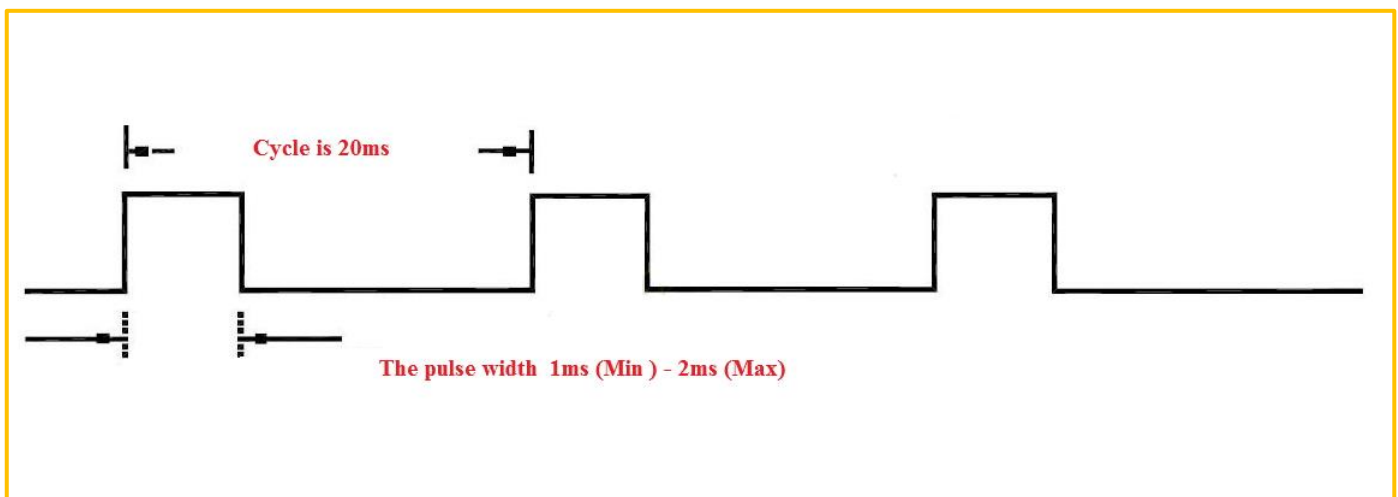 Cycle is 20ms
The pulse width 1ms (Min ) - 2ms (Max)